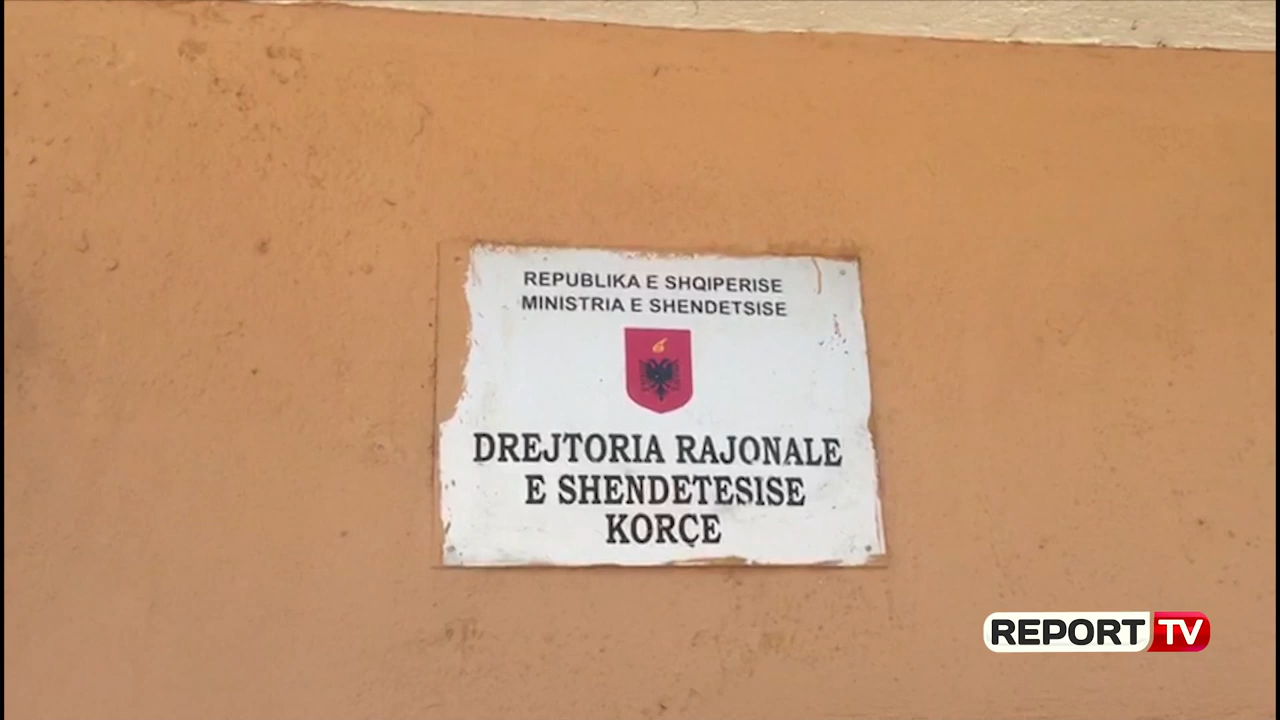 REPUBLIKA E SHQIPERISE
MINISTRIA E SHENDETSISE
DREJTORIA RAJONALE
E SHENDETESISE
KORÇE
REPORT TV